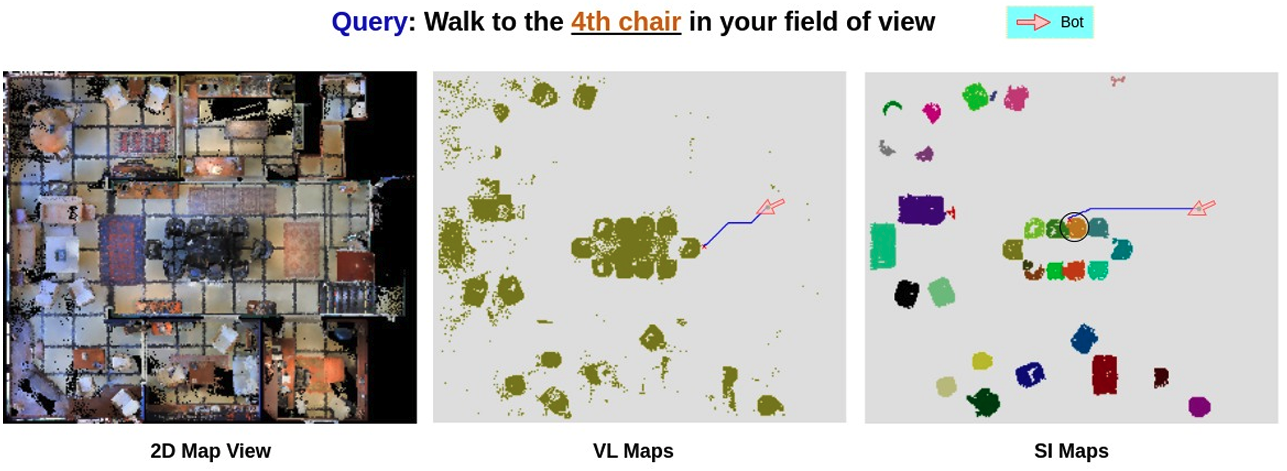 Query: Walk to the 4th chair in your field of view
Bot
2D Map View
VL Maps
SI Maps